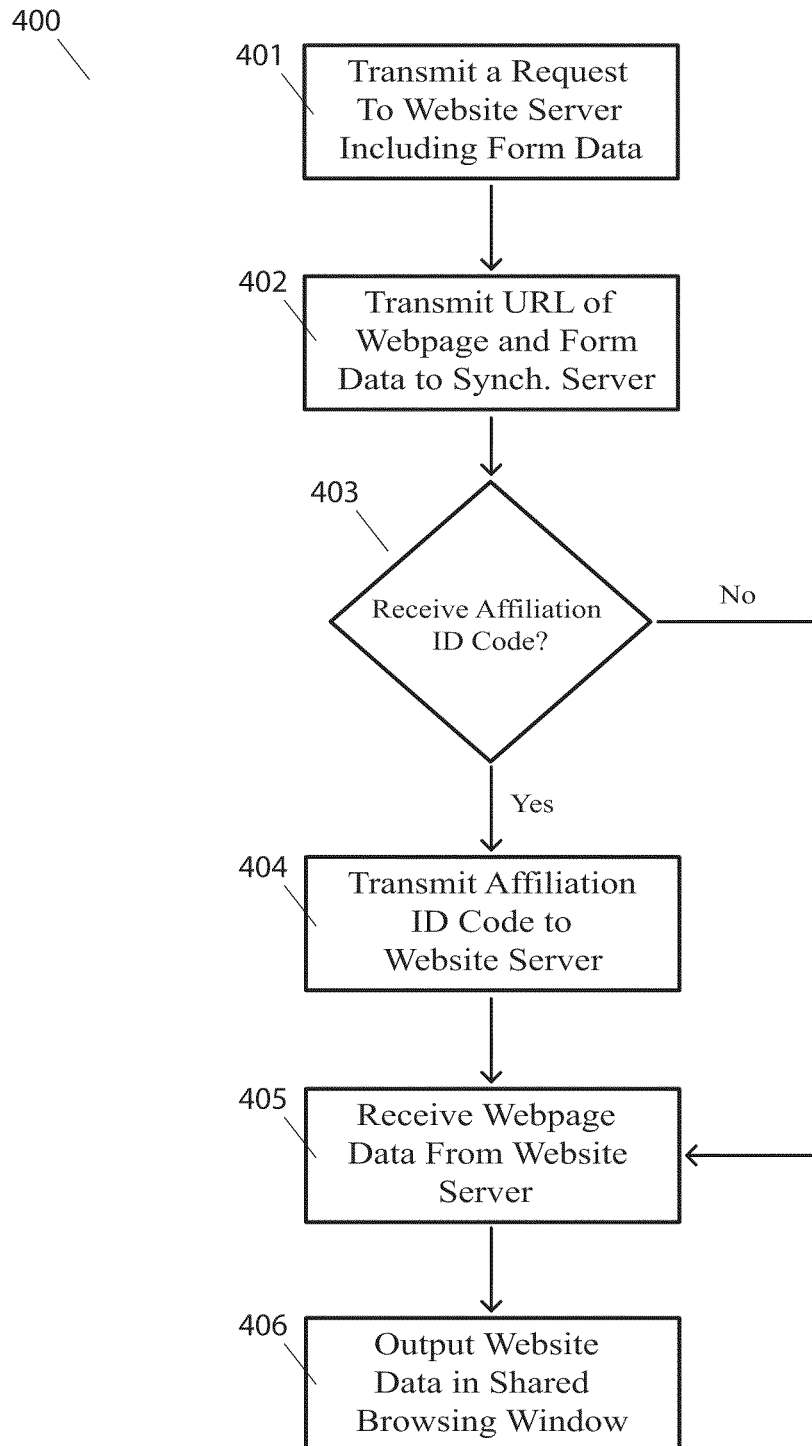 400
401
Transmit a Request
To Website Server
Including Form Data
402
Transmit URL of
Webpage and Form
Data to Synch. Server
403
Receive Affiliation
ID Code?
No
Yes
404
Transmit Affiliation
ID Code to
Website Server
405
Receive Webpage
Data From Website
Server
406
Output Website
Data in Shared
Browsing Window